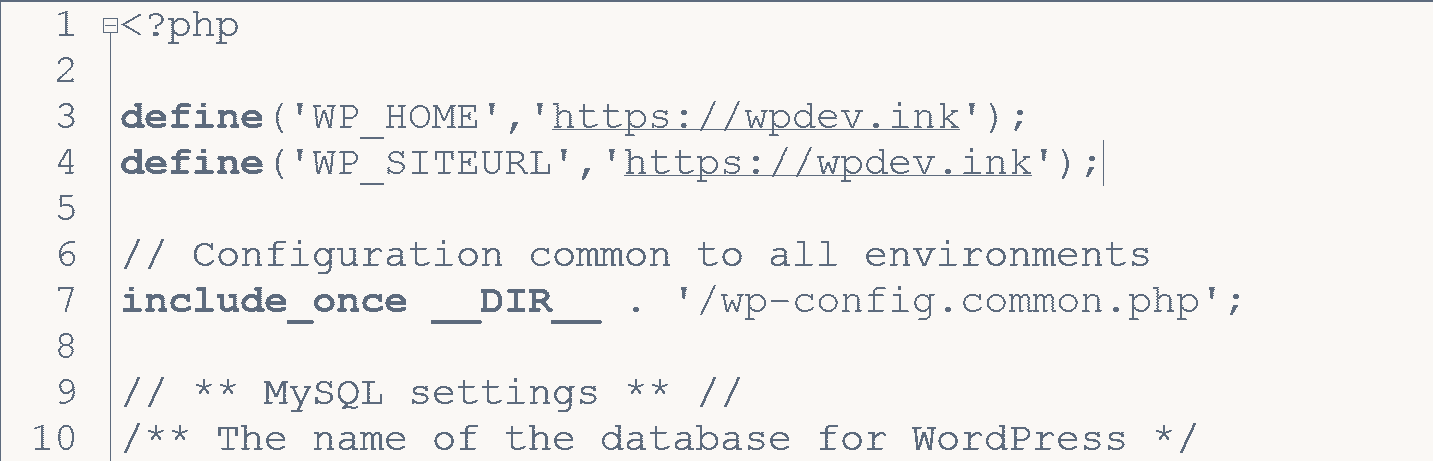 1 <?php
2
3 define('WP_HOME','https://wpdev.ink');
4 define('WP_SITEURL','https://wpdev.ink');
5
6 // Configuration common to all environments
7 include_once __DIR__ . '/wp-config.common.php';
8
9 // ** MySQL settings ** //
10 /** The name of the database for WordPress */